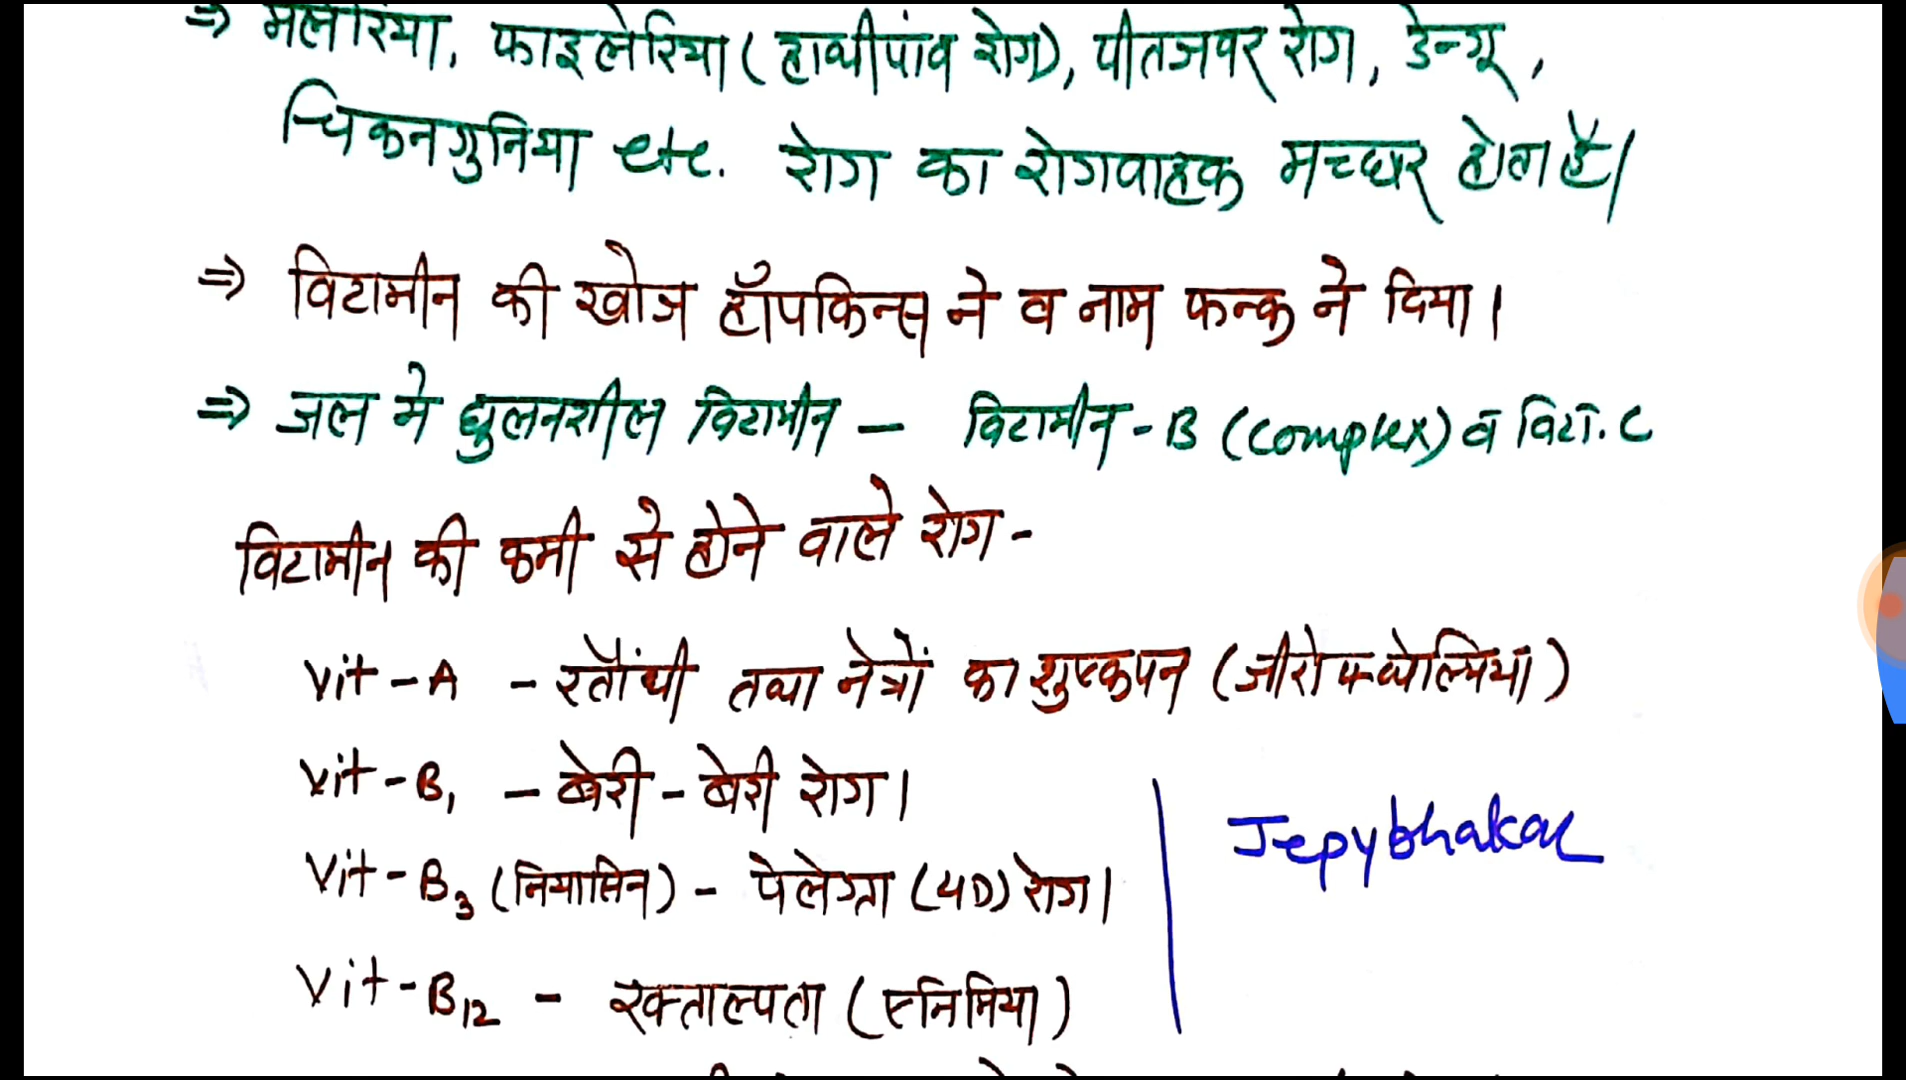 ⇒ मलेरिया, फाइलेरिया (हाथीपांव रोग), पीतज्वर रोग, डेन्गू,
चिकनगुनिया etc. रोग का रोगवाहक मच्छर होता है।
⇒ विटामीन की खोज हॉपकिन्स ने व नाम फन्क ने दिया।
⇒ जल मे घुलनशील विटामीन – विटामीन - B (complex) व विटा. C
विटामीन की कमी से होने वाले रोग -
Vit - A - रतौंधी तथा नेत्रों का शुष्कपन (जीरोफ्थेल्मिया)
Vit - B₁ - बेरी - बेरी रोग।
Vit - B₃ (नियासिन) - पेलेग्रा (4D) रोग।
Jepybhakar
Vit - B₁₂ - रक्ताल्पता (एनिमिया)